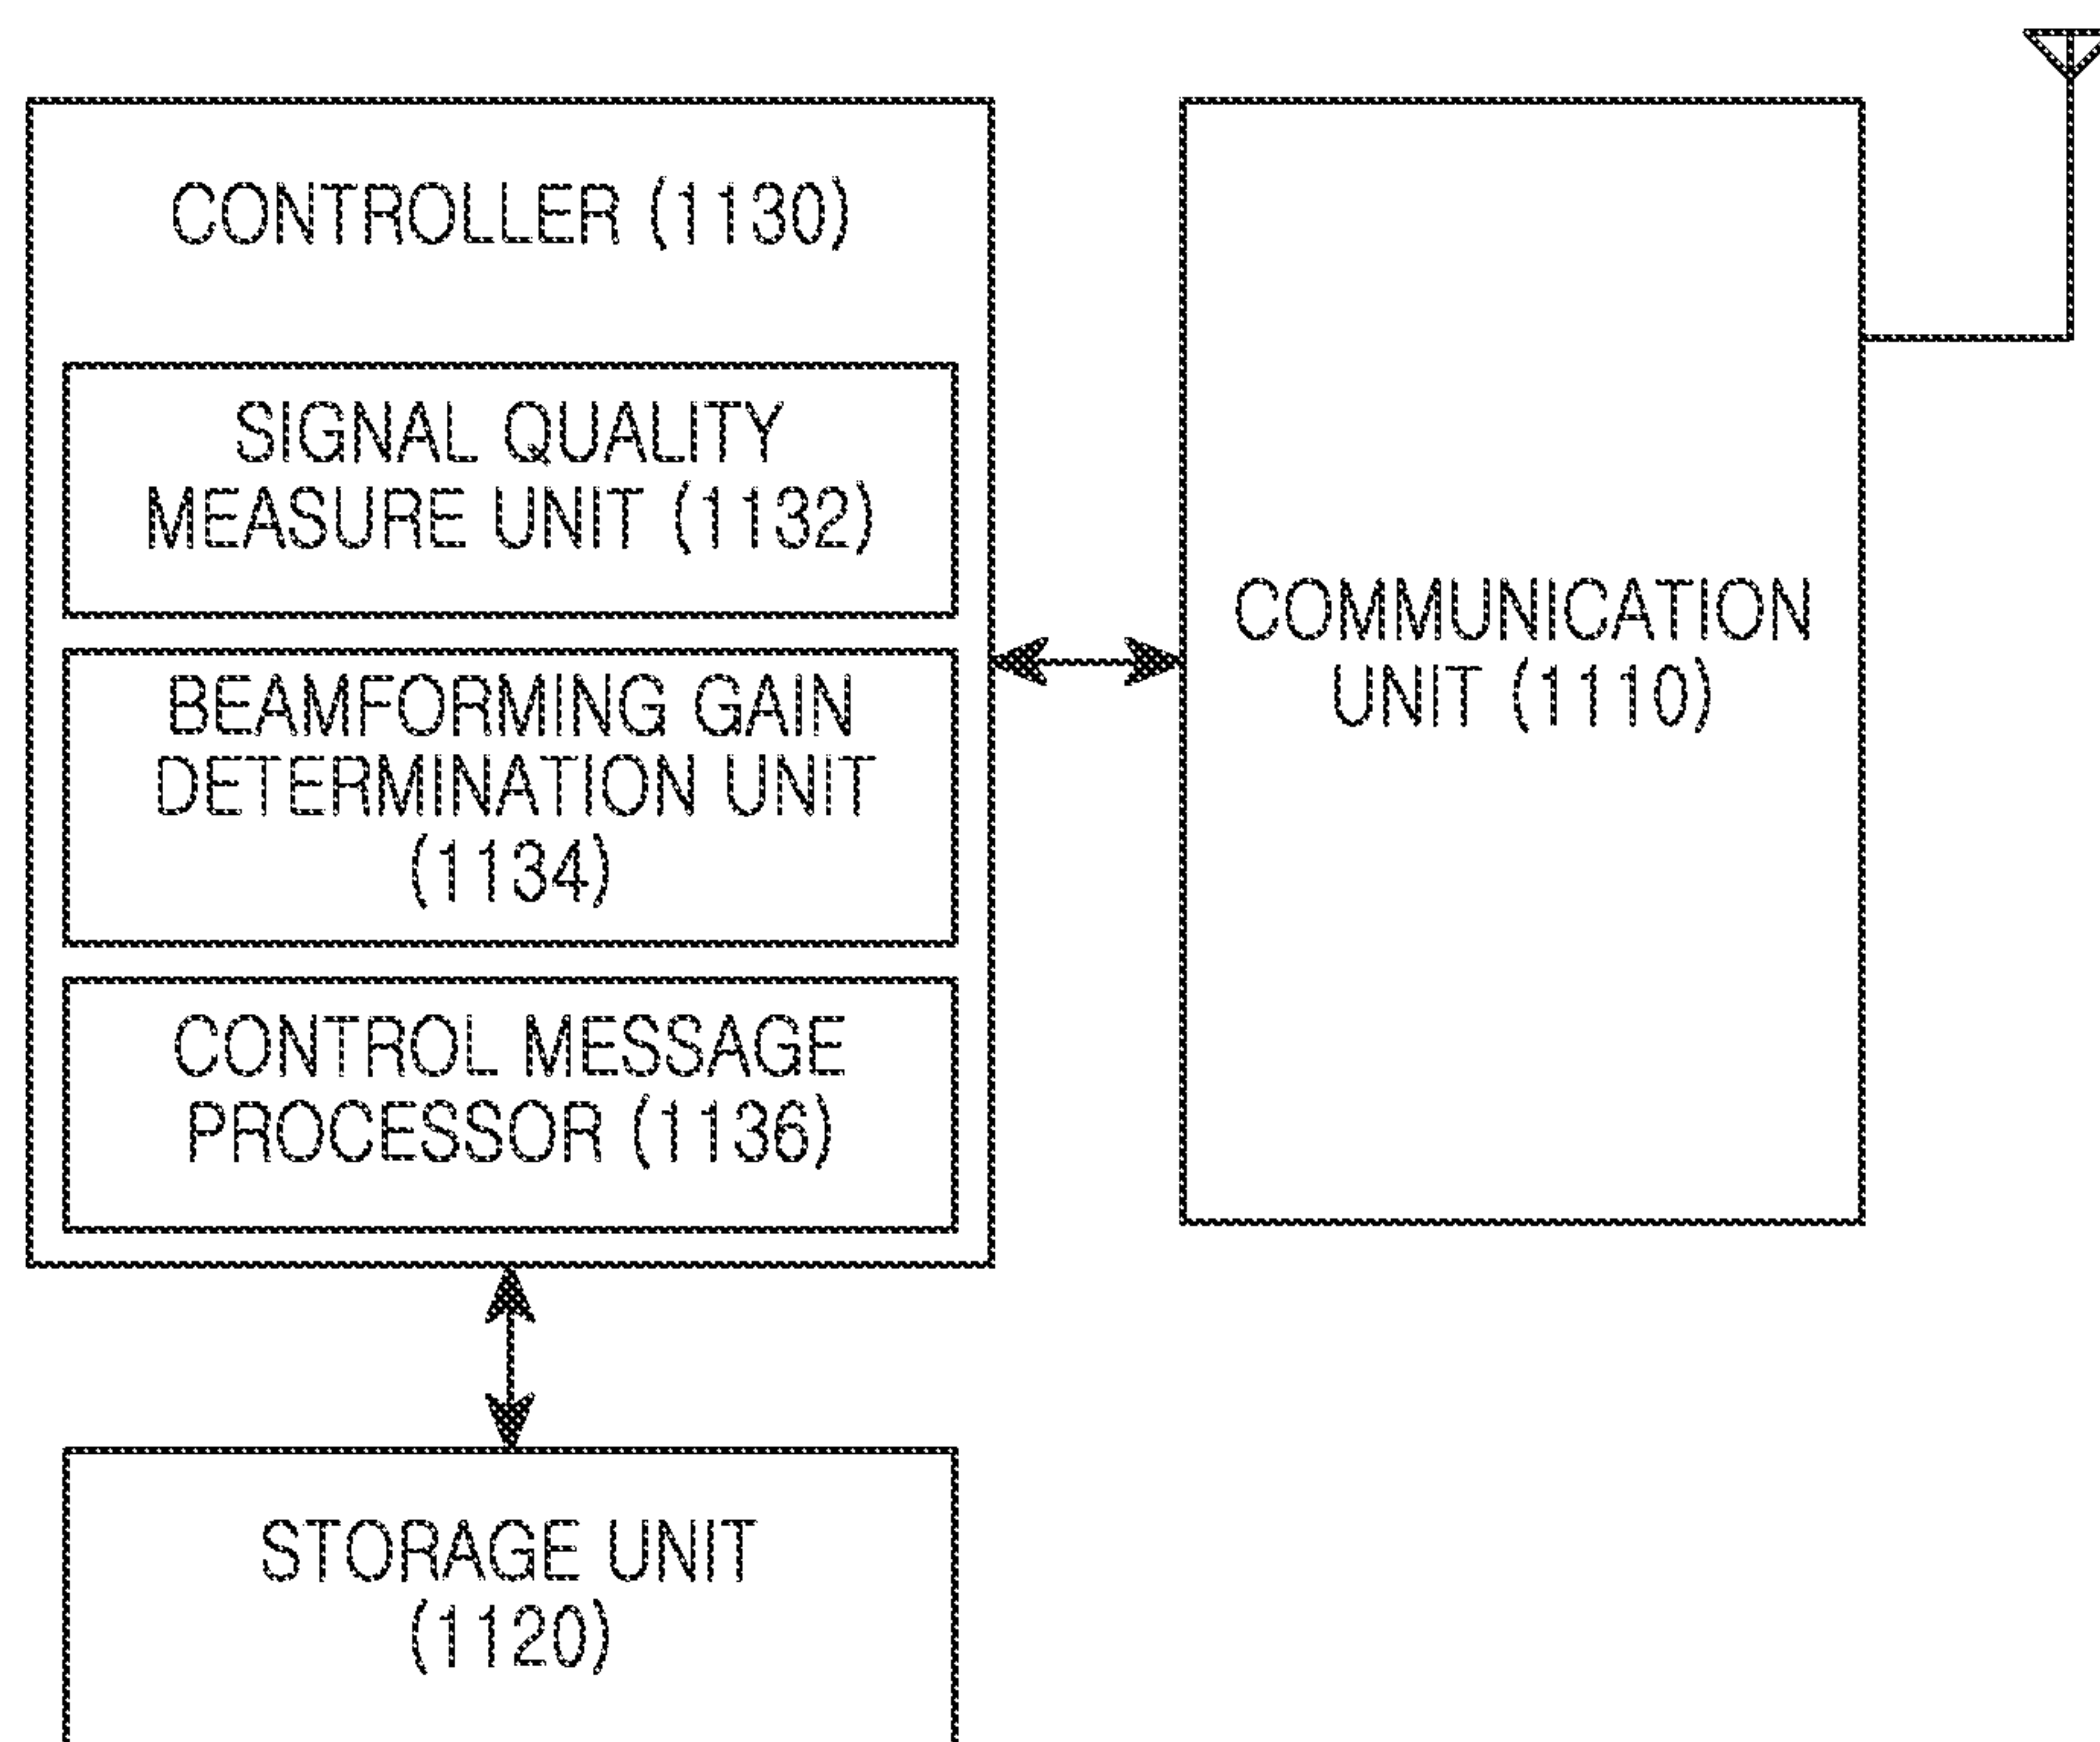 CONTROLLER (1130)
SIGNAL QUALITY
MEASURE UNIT (1132)
BEAMFORMING GAIN
DETERMINATION UNIT
(1134)
CONTROL MESSAGE
PROCESSOR (1136)
COMMUNICATION
UNIT (1110)
STORAGE UNIT
(1120)